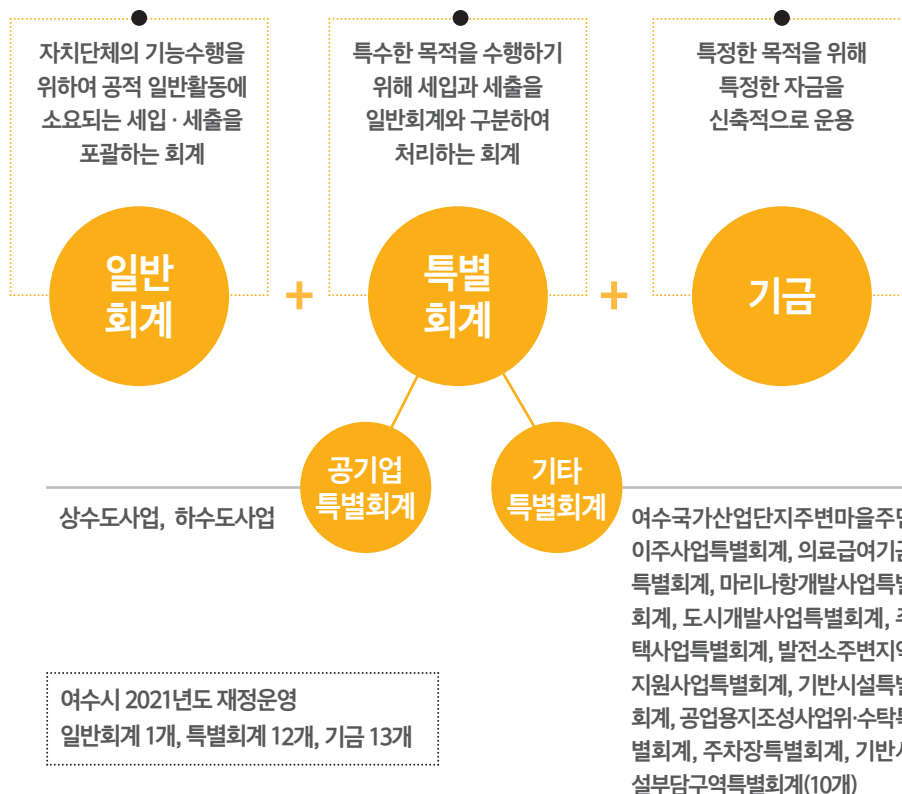 자치단체의 기능수행을
위하여 공적 일반활동에
소요되는 세입 · 세출을
포괄하는 회계
특수한 목적을 수행하기
위해 세입과 세출을
일반회계와 구분하여
처리하는 회계
특정한 목적을 위해
특정한 자금을
신축적으로 운용
일반
회계
+
특별
회계
+
기금
공기업
특별회계
기타
특별회계
상수도사업, 하수도사업
여수국가산업단지주변마을주민
이주사업특별회계, 의료급여기금
특별회계, 마리나항개발사업특별
회계, 도시개발사업특별회계, 주
택사업특별회계, 발전소주변지역
지원사업특별회계, 기반시설특별
회계, 공업용지조성사업위·수탁특
별회계, 주차장특별회계, 기반시
설부담구역특별회계(10개)
여수시 2021년도 재정운영
일반회계 1개, 특별회계 12개, 기금 13개